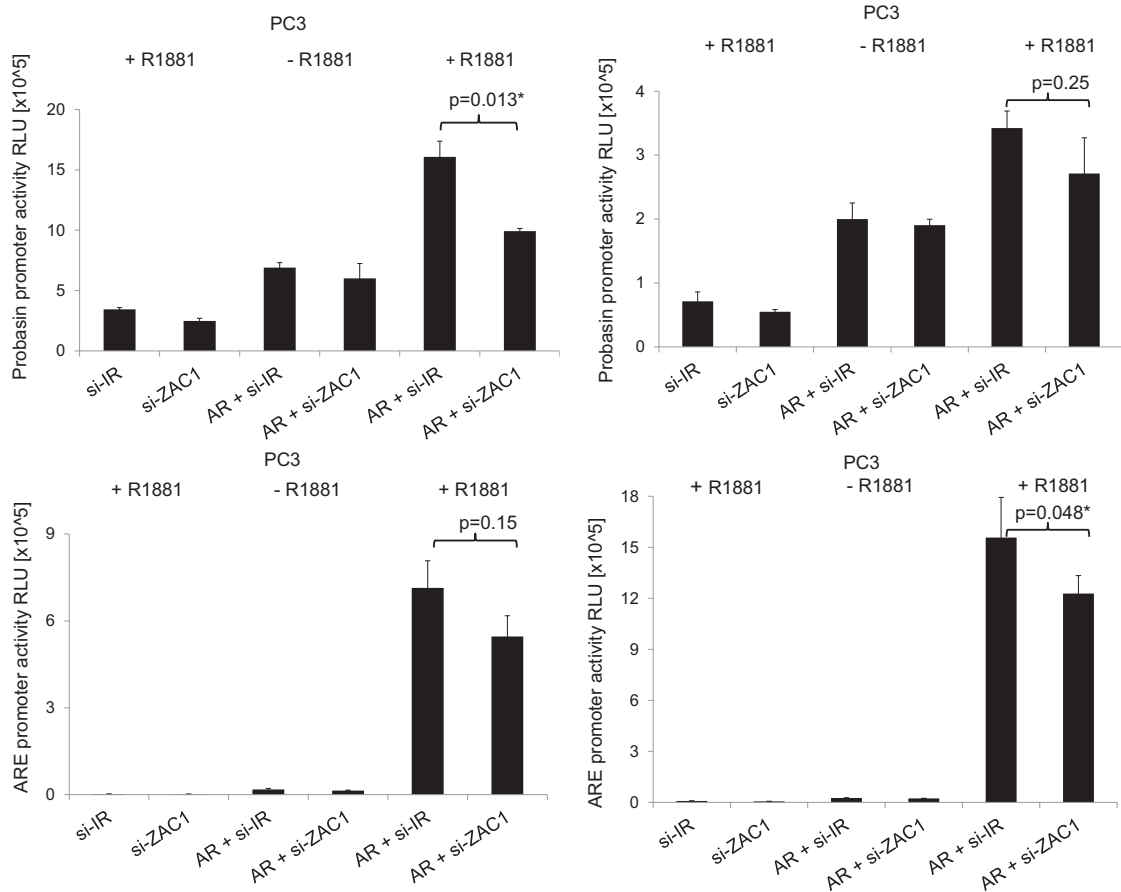 PC3
+ R1881 - R1881 + R1881
p=0.013*
Probasin promoter activity RLU [x10^5]
20
15
10
5
0
si-IR
si-ZAC1
AR + si-IR
AR + si-ZAC1
AR + si-IR
AR + si-ZAC1
PC3
+ R1881 - R1881 + R1881
p=0.25
Probasin promoter activity RLU [x10^5]
4
3
2
1
0
si-IR
si-ZAC1
AR + si-IR
AR + si-ZAC1
AR + si-IR
AR + si-ZAC1
PC3
+ R1881 - R1881 + R1881
p=0.15
ARE promoter activity RLU [x10^5]
9
6
3
0
si-IR
si-ZAC1
AR + si-IR
AR + si-ZAC1
AR + si-IR
AR + si-ZAC1
PC3
+ R1881 - R1881 + R1881
p=0.048*
ARE promoter activity RLU [x10^5]
18
15
12
9
6
3
0
si-IR
si-ZAC1
AR + si-IR
AR + si-ZAC1
AR + si-IR
AR + si-ZAC1